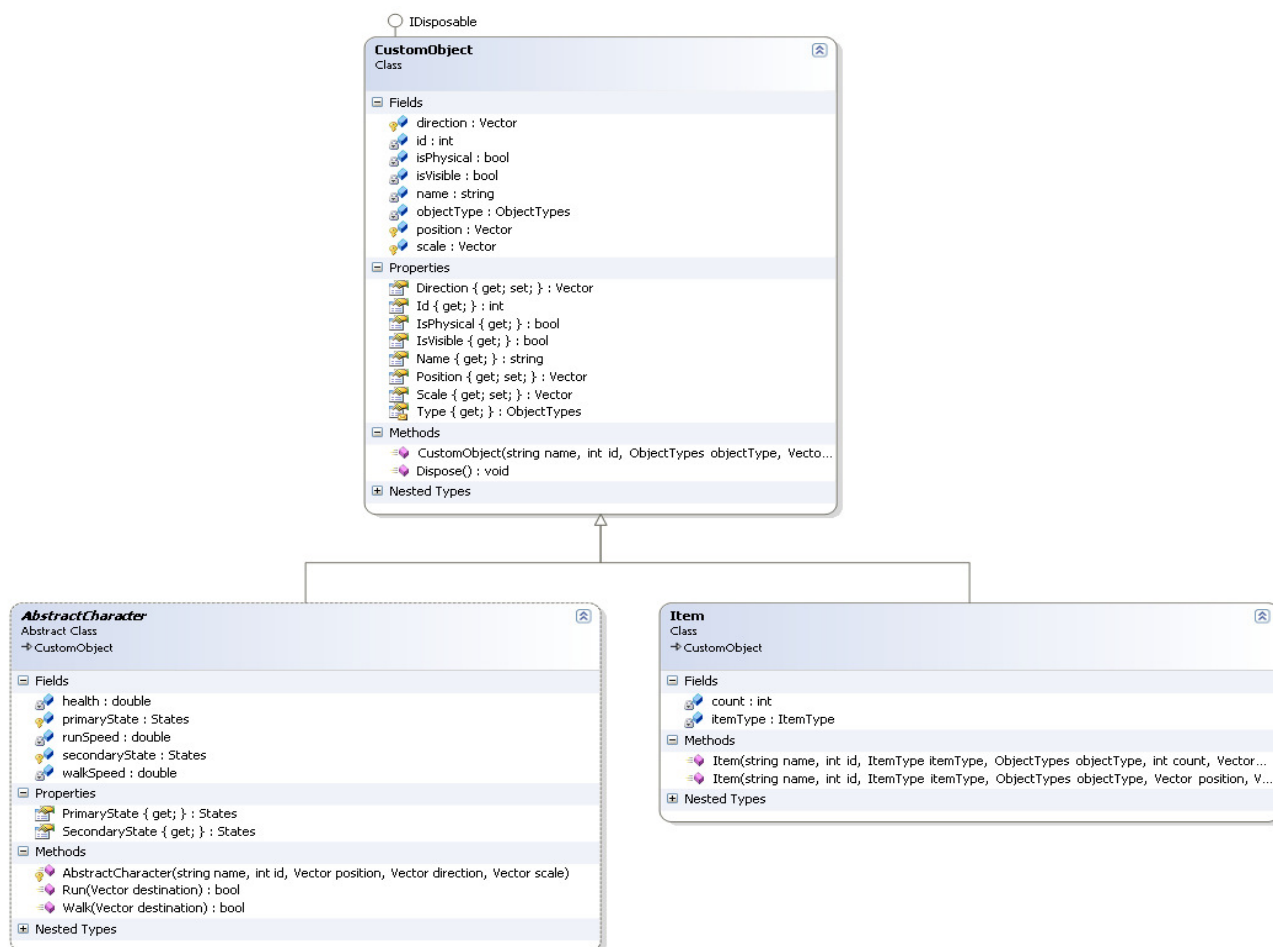 IDisposable
CustomObject
Class
Fields
direction : Vector
id : int
isPhysical : bool
isVisible : bool
name : string
objectType : ObjectTypes
position : Vector
scale : Vector
Properties
Direction { get; set; } : Vector
Id { get; } : int
IsPhysical { get; } : bool
IsVisible { get; } : bool
Name { get; } : string
Position { get; set; } : Vector
Scale { get; set; } : Vector
Type { get; } : ObjectTypes
Methods
CustomObject(string name, int id, ObjectTypes objectType, Vecto...
Dispose() : void
Nested Types
AbstractCharacter
Abstract Class
CustomObject
Fields
health : double
primaryState : States
runSpeed : double
secondaryState : States
walkSpeed : double
Properties
PrimaryState { get; } : States
SecondaryState { get; } : States
Methods
AbstractCharacter(string name, int id, Vector position, Vector direction, Vector scale)
Run(Vector destination) : bool
Walk(Vector destination) : bool
Nested Types
Item
Class
CustomObject
Fields
count : int
itemType : ItemType
Methods
Item(string name, int id, ItemType itemType, ObjectTypes objectType, int count, Vector...
Item(string name, int id, ItemType itemType, ObjectTypes objectType, Vector position, V...
Nested Types